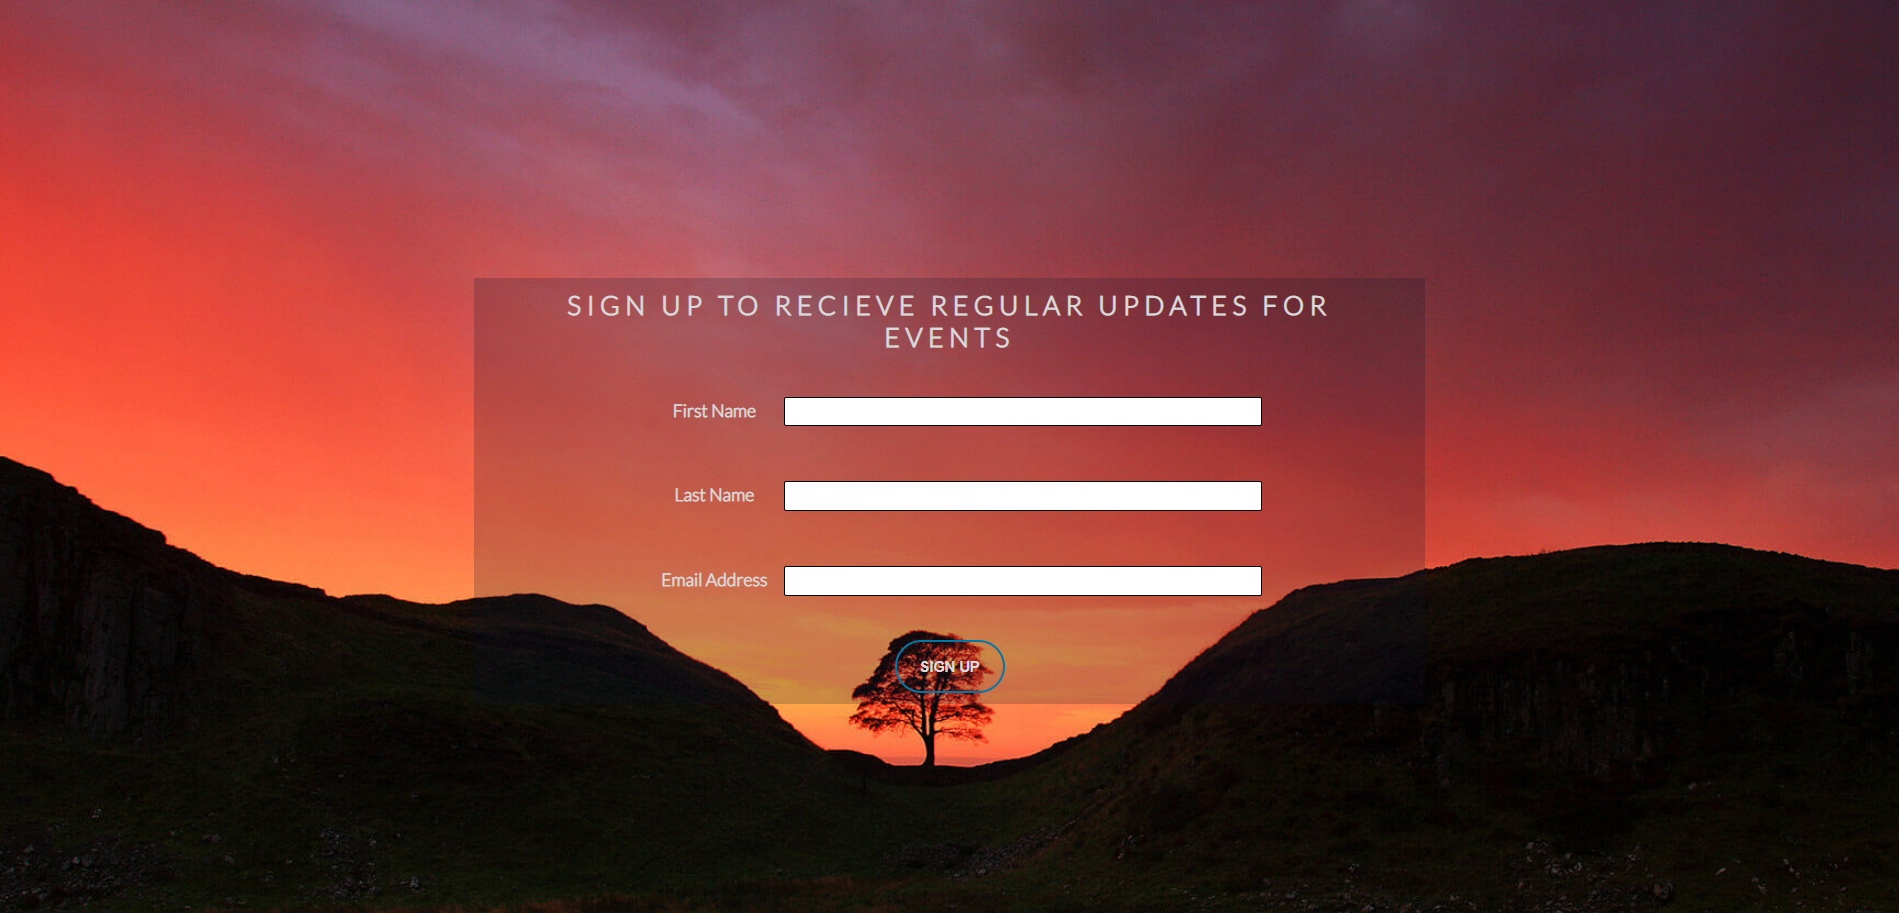 SIGN UP TO RECIEVE REGULAR UPDATES FOR
EVENTS
First Name
Last Name
Email Address
SIGN UP